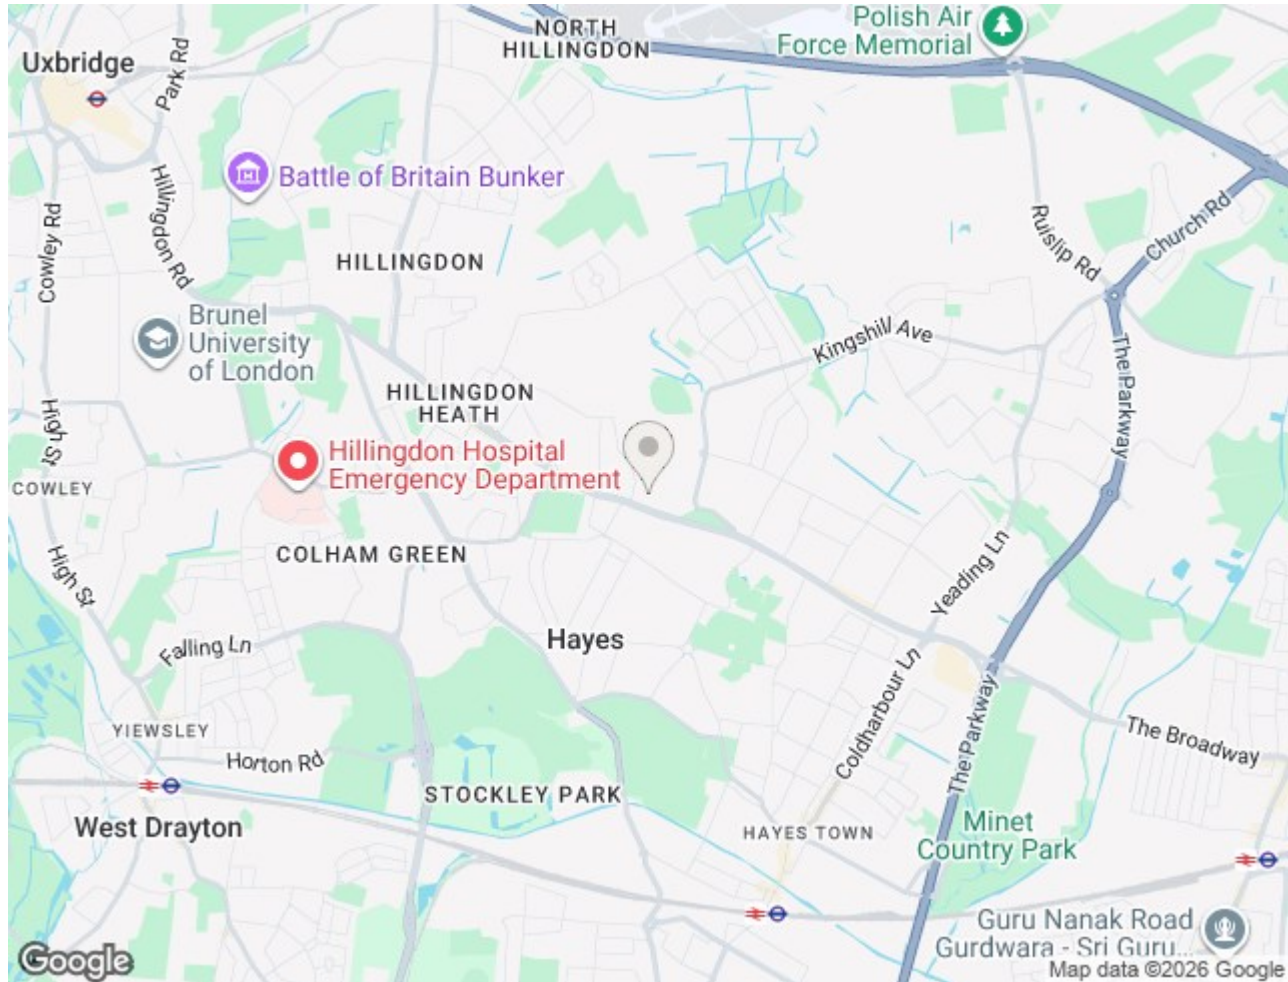 NORTH
HILLINGDON
Polish Air
Force Memorial
Uxbridge
Park Rd
Battle of Britain Bunker
Hillingdon Rd
Cowley Rd
Ruislip Rd
Church Rd
HILLINGDON
Brunel
University
of London
Kingshill Ave
The Parkway
HILLINGDON
HEATH
High St
Hillingdon Hospital
Emergency Department
COWLEY
COLHAM GREEN
High St
Yeading Ln
Falling Ln
Hayes
Coldharbour Ln
The Parkway
YIEWSLEY
Horton Rd
The Broadway
STOCKLEY PARK
West Drayton
HAYES TOWN
Minet
Country Park
Guru Nanak Road
Gurdwara - Sri Guru...
Google
Map data ©2026 Google